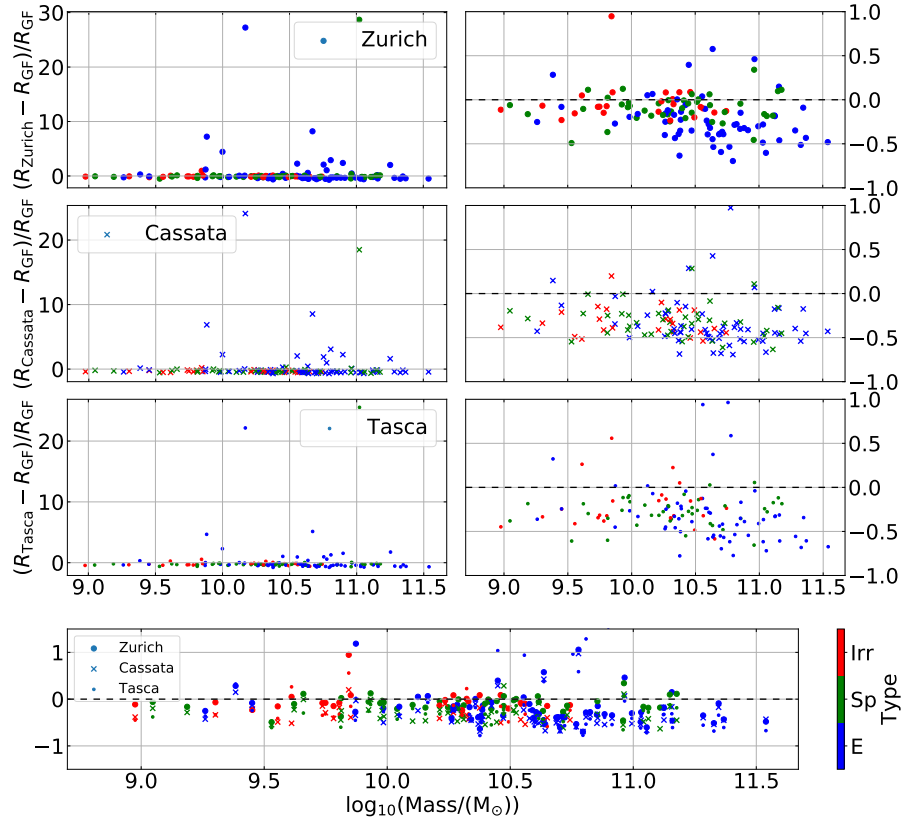 (R_Zurich − R_GF)/R_GF
30
20
10
0
Zurich
1.0
0.5
0.0
−0.5
−1.0
(R_Cassata − R_GF)/R_GF
20
10
0
Cassata
1.0
0.5
0.0
−0.5
−1.0
(R_Tasca − R_GF)/R_GF
20
10
0
Tasca
1.0
0.5
0.0
−0.5
−1.0
9.0 9.5 10.0 10.5 11.0 11.5
9.0 9.5 10.0 10.5 11.0 11.5
1
0
−1
Zurich
Cassata
Tasca
9.0 9.5 10.0 10.5 11.0 11.5
log₁₀(Mass/(M⊙))
Irr
Sp
E
Type